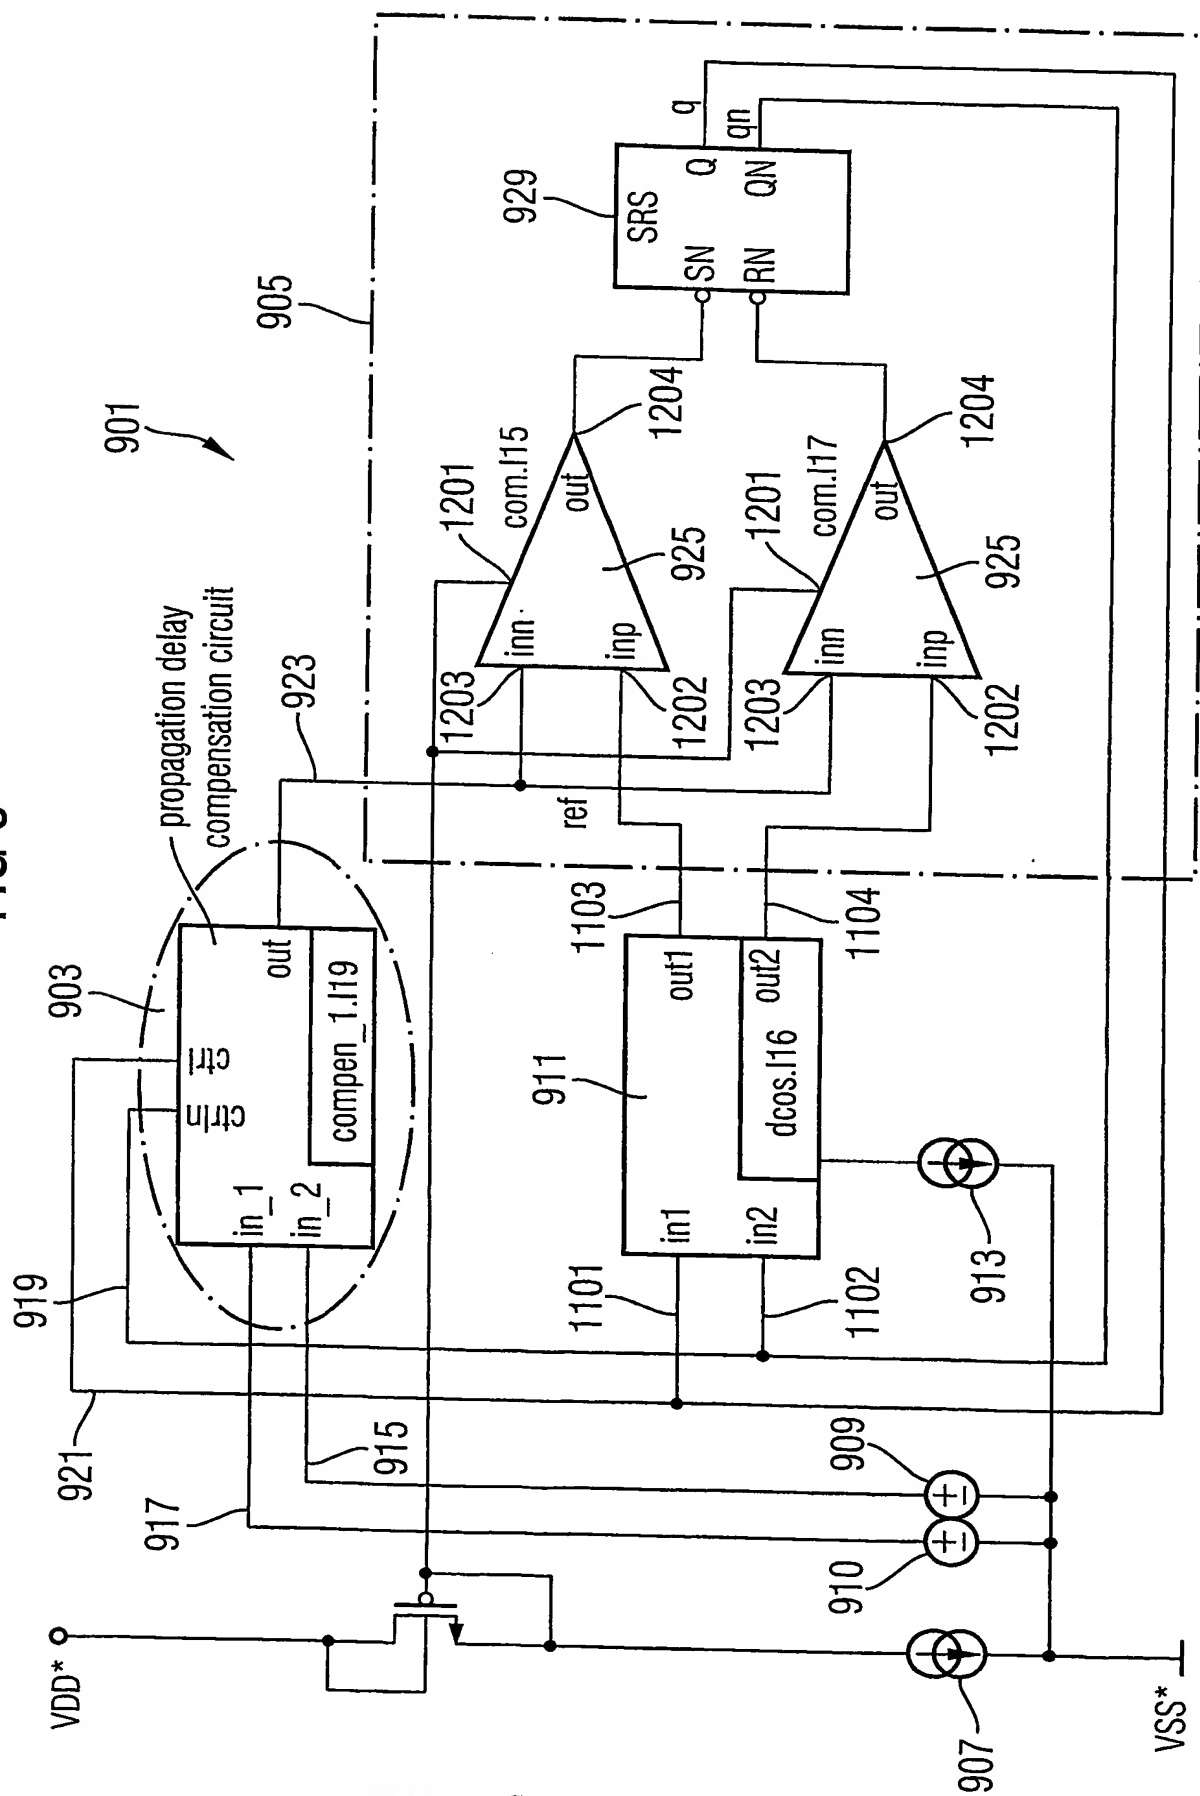 901
903
propagation delay
compensation circuit
905
923
919
921
917
915
ctrln
ctrl
in_1
in_2
out
compen_1.I19
VDD*
VSS*
907
910
909
913
911
in1
in2
out1
out2
dcos.I16
1101
1102
1103
1104
ref
1203
1202
1201
com.I15
inn
inp
out
925
1204
1203
1202
1201
com.I17
inn
inp
out
925
1204
929
SRS
SN
RN
Q
QN
q
qn